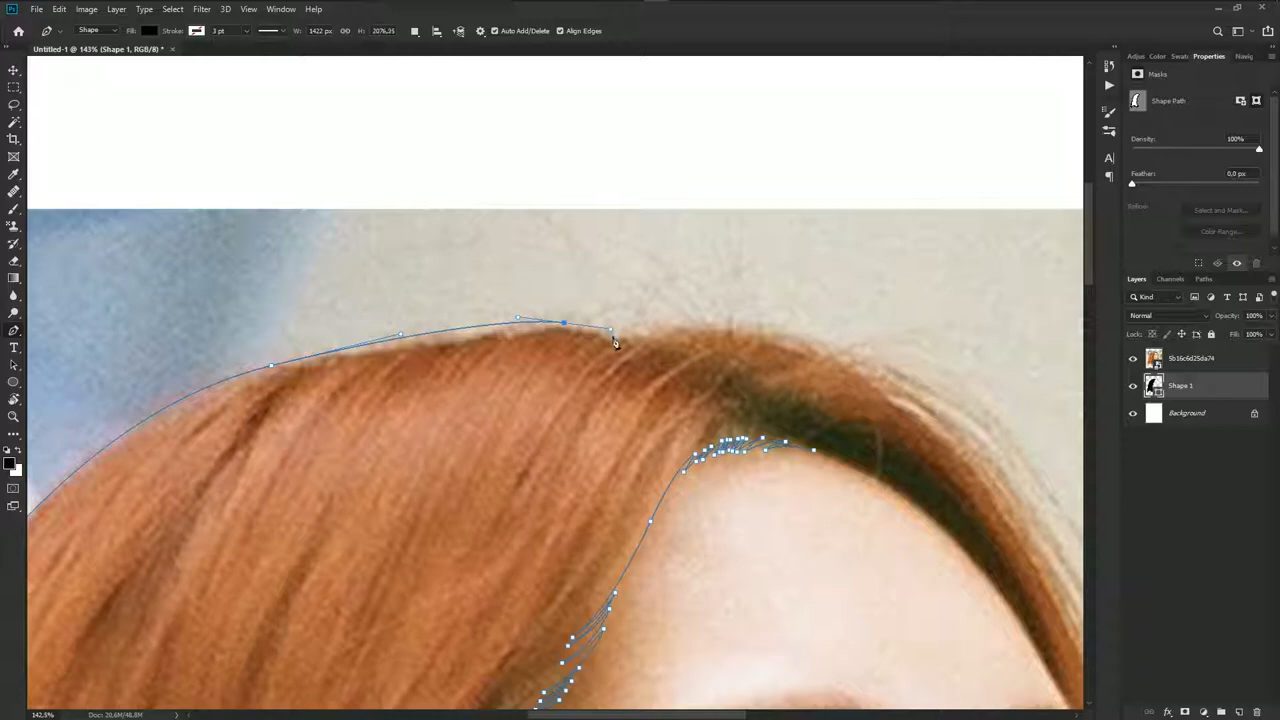 Ps File Edit Image Layer Type Select Filter 3D View Window Help
Shape Fill: Stroke: 3 pt W: 1422 px H: 2076,35 Auto Add/Delete Align Edges
Untitled-1 @ 143% (Shape 1, RGB/8) *
Adjus Color Swatc Properties Navig
Masks
Shape Path
Density: 100%
Feather: 0,0 px
Refine:
Select and Mask...
Color Range...
Layers Channels Paths
Kind
Normal Opacity: 100%
Lock: Fill: 100%
5b16c6d25da74
Shape 1
Background
142.5% Doc: 20,6M/48,8M